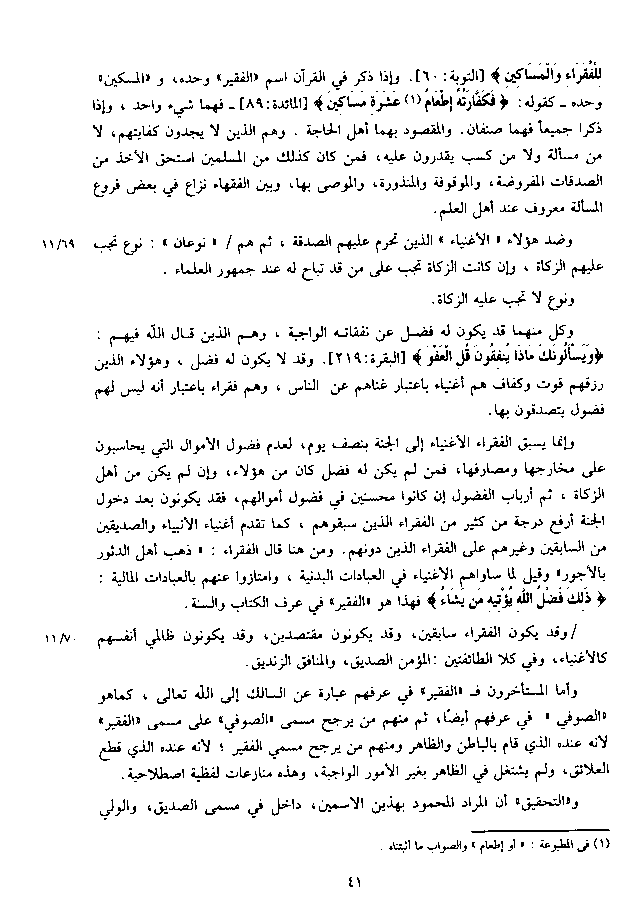 لِلْفُقَرَاءِ وَالْمَسَاكِينِ ﴾ [التوبة: ٦٠]. وإذا ذكر في القرآن اسم «الفقير» وحده، و «المسكين»
وحده ـ كقوله: ﴿ فَكَفَّارَتُهُ إِطْعَامُ (١) عَشَرَةِ مَسَاكِينَ ﴾ [المائدة: ٨٩] ـ فهما شيء واحد ، وإذا
ذكرا جميعاً فهما صنفان. والمقصود بهما أهل الحاجة . وهم الذين لا يجدون كفايتهم، لا
من مسألة ولا من كسب يقدرون عليه، فمن كان كذلك من المسلمين استحق الأخذ من
الصدقات المفروضة، والموقوفة والمنذورة، والموصى بها، وبين الفقهاء نزاع في بعض فروع
المسألة معروف عند أهل العلم.
وضد هؤلاء «الأغنياء» الذين تحرم عليهم الصدقة ، ثم هم / « نوعان » : نوع تجب ١١/٦٩
عليهم الزكاة ، وإن كانت الزكاة تجب على من قد تباح له عند جمهور العلماء .
ونوع لا تجب عليه الزكاة.
وكل منهما قد يكون له فضل عن نفقاته الواجبة ، وهم الذين قال الله فيهم :
﴿وَيَسْأَلُونَكَ مَاذَا يُنفِقُونَ قُلِ الْعَفْوَ ﴾ [البقرة: ٢١٩]. وقد لا يكون له فضل ، وهؤلاء الذين
رزقهم قوت وكفاف هم أغنياء باعتبار غناهم عن الناس ، وهم فقراء باعتبار أنه ليس لهم
فضول يتصدقون بها.
وإنما يسبق الفقراء الأغنياء إلى الجنة بنصف يوم، لعدم فضول الأموال التي يحاسبون
على مخارجها ومصارفها، فمن لم يكن له فضل كان من هؤلاء، وإن لم يكن من أهل
الزكاة ، ثم أرباب الفضول إن كانوا محسنين في فضول أموالهم، فقد يكونون بعد دخول
الجنة أرفع درجة من كثير من الفقراء الذين سبقوهم ، كما تقدم أغنياء الأنبياء والصديقين
من السابقين وغيرهم على الفقراء الذين دونهم. ومن هنا قال الفقراء : « ذهب أهل الدثور
بالأجور» وقيل لما ساواهم الأغنياء في العبادات البدنية ، وامتازوا عنهم بالعبادات المالية :
﴿ ذَلِكَ فَضْلُ اللَّهِ يُؤْتِيهِ مَن يَشَاءُ ﴾ فهذا هو «الفقير» في عرف الكتاب والسنة.
/ وقد يكون الفقراء سابقين، وقد يكونون مقتصدين، وقد يكونون ظالمي أنفسهم ١١/٧٠
كالأغنياء، وفي كلا الطائفتين :المؤمن الصديق، والمنافق الزنديق.
وأما المستأخرون فـ «الفقير» في عرفهم عبارة عن السالك إلى الله تعالى ، كماهو
«الصوفي » في عرفهم أيضًا، ثم منهم من يرجح مسمى «الصوفي» على مسمى «الفقير»
لأنه عنده الذي قام بالباطن والظاهر ومنهم من يرجح مسمي الفقير ؛ لأنه عنده الذي قطع
العلائق، ولم يشتغل في الظاهر بغير الأمور الواجبة، وهذه منازعات لفظية اصطلاحية.
و«التحقيق» أن المراد المحمود بهذين الاسمين، داخل في مسمى الصديق، والولي
(١) في المطبوعة : « أو إطعام » والصواب ما أثبتناه .
٤١